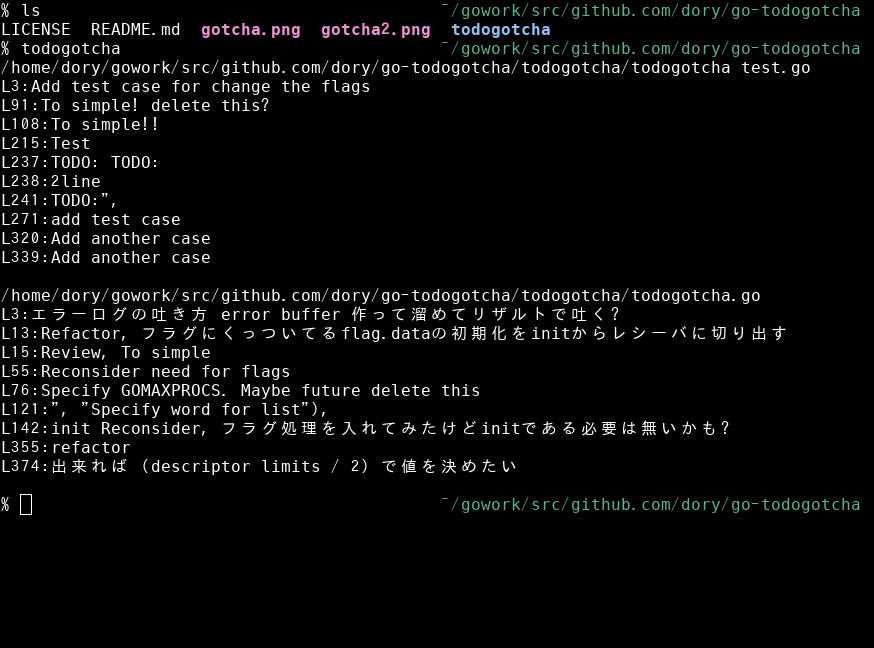 % ls ~/gowork/src/github.com/dory/go-todogotcha
LICENSE README.md gotcha.png gotcha2.png todogotcha
% todogotcha ~/gowork/src/github.com/dory/go-todogotcha
/home/dory/gowork/src/github.com/dory/go-todogotcha/todogotcha/todogotcha_test.go
L3:Add test case for change the flags
L91:To simple! delete this?
L108:To simple!!
L215:Test
L237:TODO: TODO:
L238:2line
L241:TODO:",
L271:add test case
L320:Add another case
L339:Add another case
/home/dory/gowork/src/github.com/dory/go-todogotcha/todogotcha/todogotcha.go
L3:エラーログの吐き方 error buffer 作って溜めてリザルトで吐く?
L13:Refactor, フラグにくっついてるflag.dataの初期化をinitからレシーバに切り出す
L15:Review, To simple
L55:Reconsider need for flags
L76:Specify GOMAXPROCS. Maybe future delete this
L121:", "Specify word for list"),
L142:init Reconsider, フラグ処理を入れてみたけどinitである必要は無いかも?
L355:refactor
L374:出来れば (descriptor limits / 2) で値を決めたい
% ~/gowork/src/github.com/dory/go-todogotcha